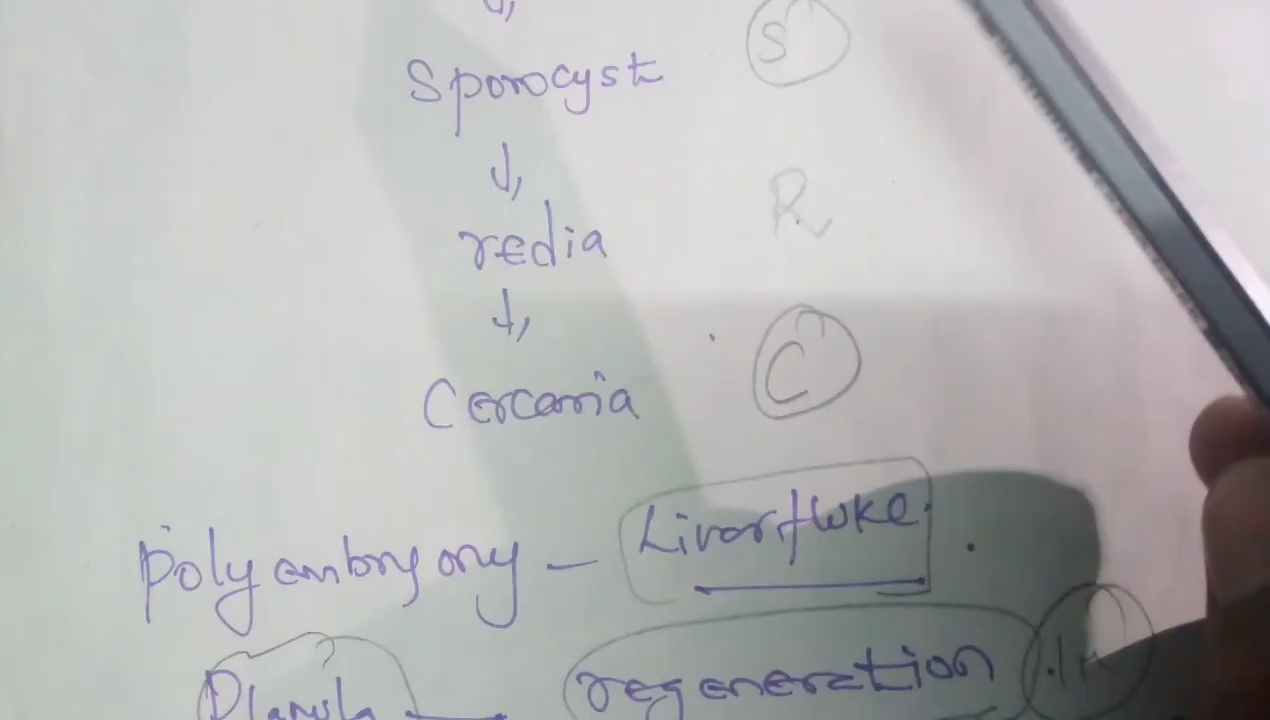 ↓
Sporocyst S
↓
redia R
↓
Cercaria C
Polyembryony – Liverfluke.
regeneration